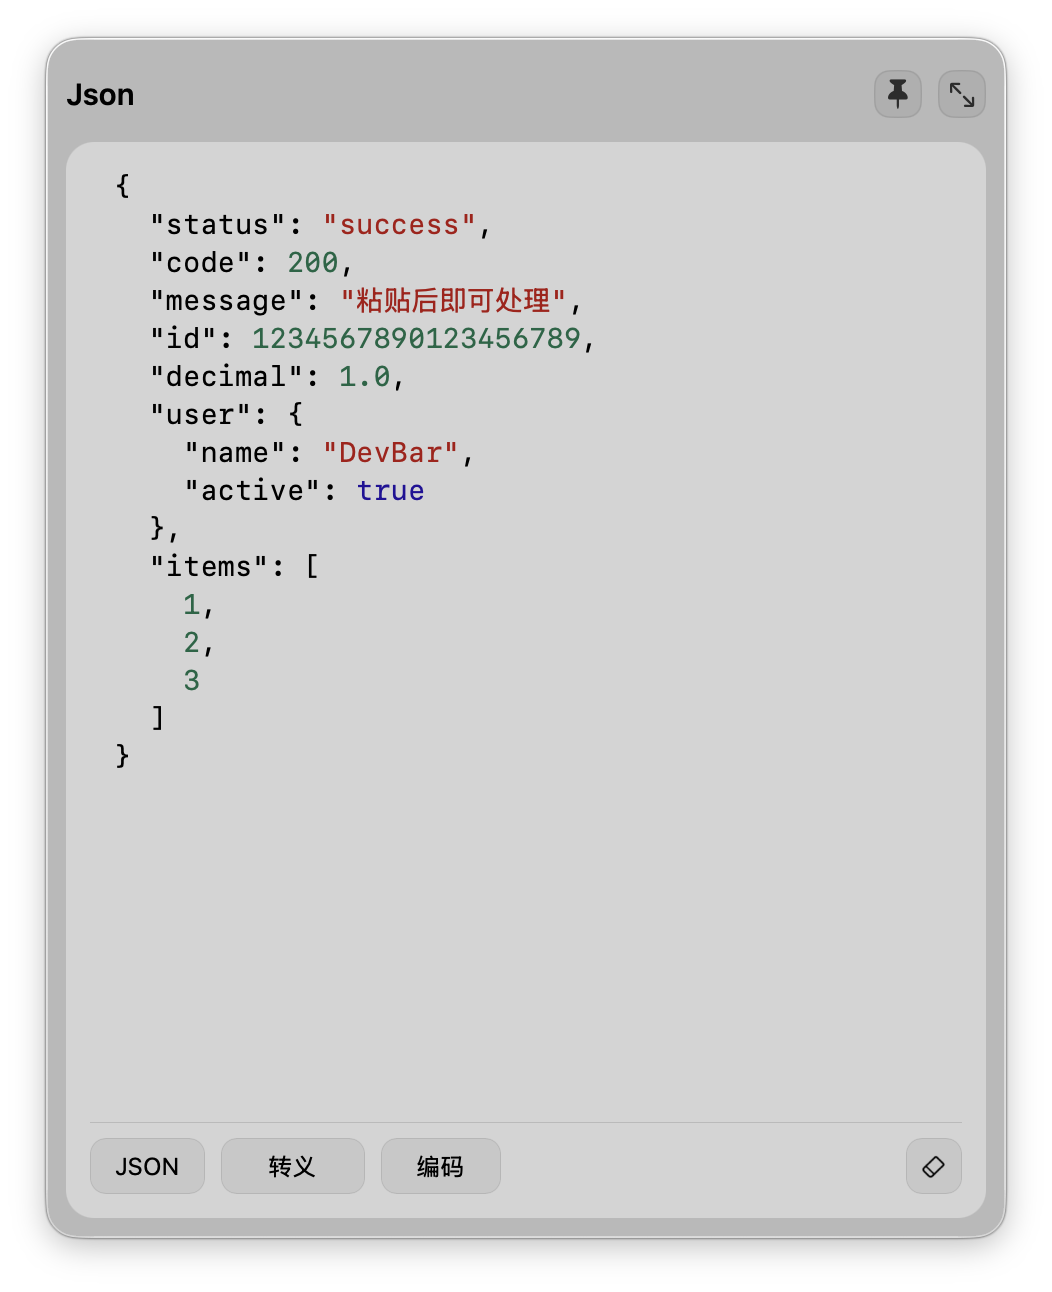 Json
{
  "status": "success",
  "code": 200,
  "message": "粘贴后即可处理",
  "id": 1234567890123456789,
  "decimal": 1.0,
  "user": {
    "name": "DevBar",
    "active": true
  },
  "items": [
    1,
    2,
    3
  ]
}
JSON 转义 编码